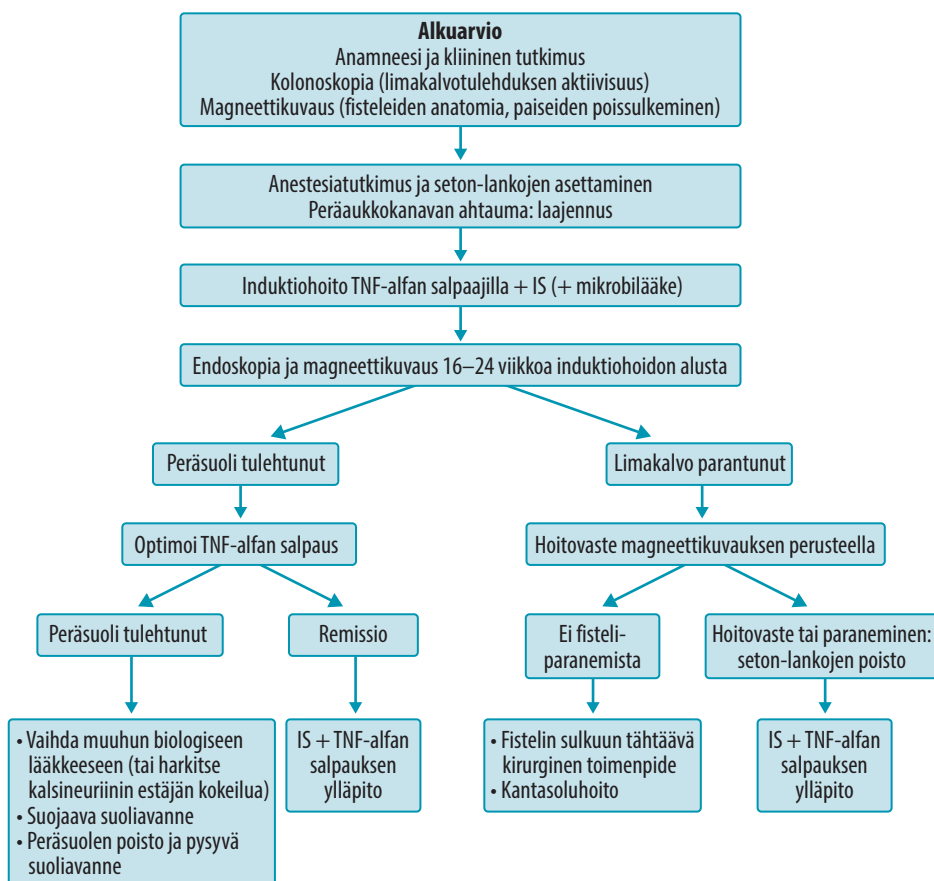 Alkuarvio
Anamneesi ja kliininen tutkimus
Kolonoskopia (limakalvotulehduksen aktiivisuus)
Magneettikuvaus (fisteleiden anatomia, paiseiden poissulkeminen)
Anestesiatutkimus ja seton-lankojen asettaminen
Peräaukkokanavan ahtauma: laajennus
Induktiohoito TNF-alfan salpaajilla + IS (+ mikrobilääke)
Endoskopia ja magneettikuvaus 16–24 viikkoa induktiohoidon alusta
Peräsuoli tulehtunut
Limakalvo parantunut
Optimoi TNF-alfan salpaus
Hoitovaste magneettikuvauksen perusteella
Peräsuoli tulehtunut
Remissio
Ei fisteli-
paranemista
Hoitovaste tai paraneminen:
seton-lankojen poisto
• Vaihda muuhun biologiseen
lääkkeeseen (tai harkitse
kalsineuriinin estäjän kokeilua)
• Suojaava suoliavanne
• Peräsuolen poisto ja pysyvä
suoliavanne
IS + TNF-alfan
salpauksen
ylläpito
• Fistelin sulkuun tähtäävä
kirurginen toimenpide
• Kantasoluhoito
IS + TNF-alfan
salpauksen
ylläpito